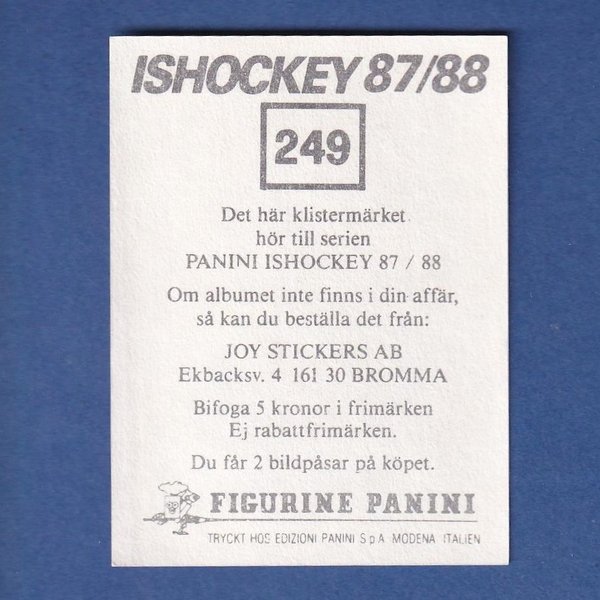 ISHOCKEY 87/88
249
Det här klistermärket
hör till serien
PANINI ISHOCKEY 87 / 88
Om albumet inte finns i din affär,
så kan du beställa det från:
JOY STICKERS AB
Ekbacksv. 4 161 30 BROMMA
Bifoga 5 kronor i frimärken
Ej rabattfrimärken.
Du får 2 bildpåsar på köpet.
FIGURINE PANINI
TRYCKT HOS EDIZIONI PANINI S.p.A. MODENA ITALIEN